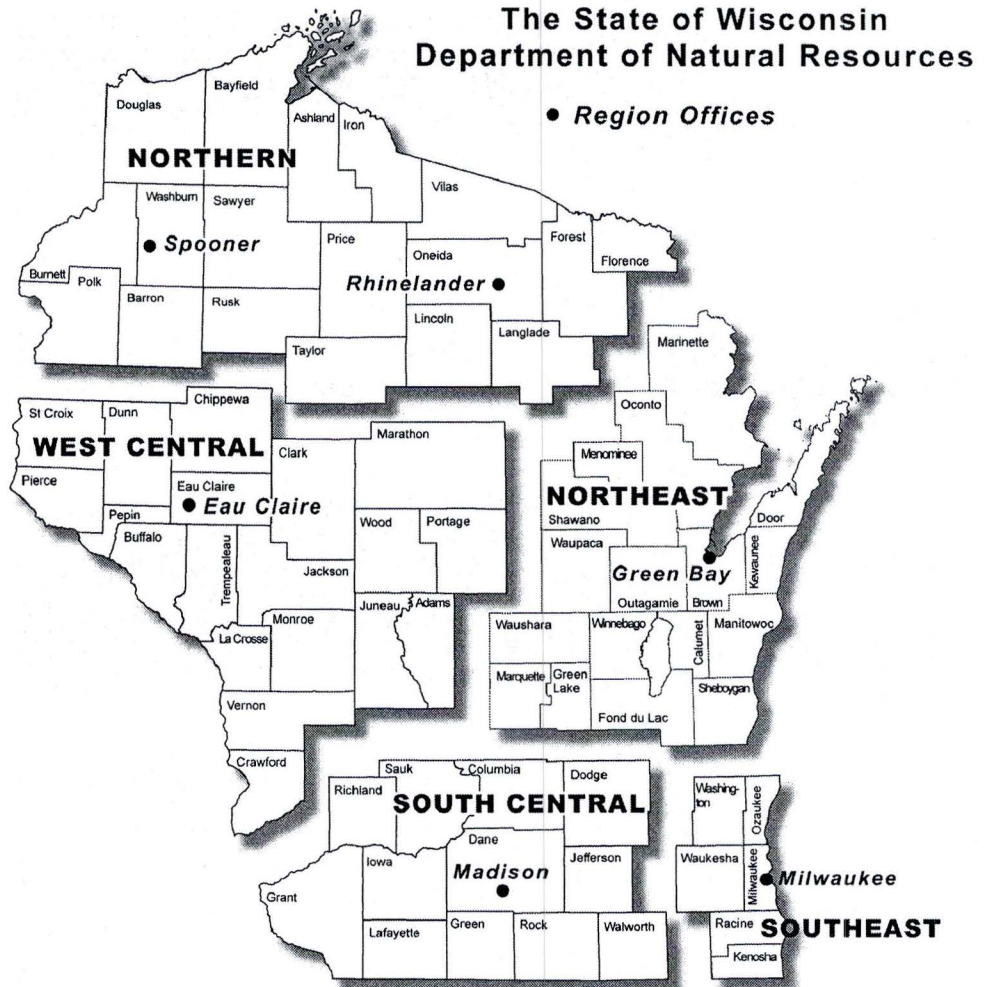 The State of Wisconsin
Department of Natural Resources
● Region Offices
Douglas
Bayfield
Ashland
Iron
NORTHERN
Vilas
Washburn
Sawyer
Spooner
Price
Forest
Oneida
Florence
Burnett
Polk
Rhinelander
Barron
Rusk
Lincoln
Langlade
Taylor
Marinette
Chippewa
Oconto
St Croix
Dunn
Marathon
WEST CENTRAL
Clark
Menominee
Pierce
Eau Claire
Eau Claire
NORTHEAST
Pepin
Wood
Portage
Shawano
Door
Buffalo
Waupaca
Trempealeau
Kewaunee
Jackson
Green Bay
Juneau
Adams
Outagamie
Brown
Monroe
La Crosse
Waushara
Winnebago
Calumet
Manitowoc
Marquette
Green
Lake
Sheboygan
Vernon
Fond du Lac
Crawford
Sauk
Columbia
Dodge
Richland
SOUTH CENTRAL
Washing-
ton
Ozaukee
Dane
Iowa
Jefferson
Waukesha
Madison
Milwaukee
Milwaukee
Grant
Lafayette
Green
Rock
Walworth
Racine
SOUTHEAST
Kenosha